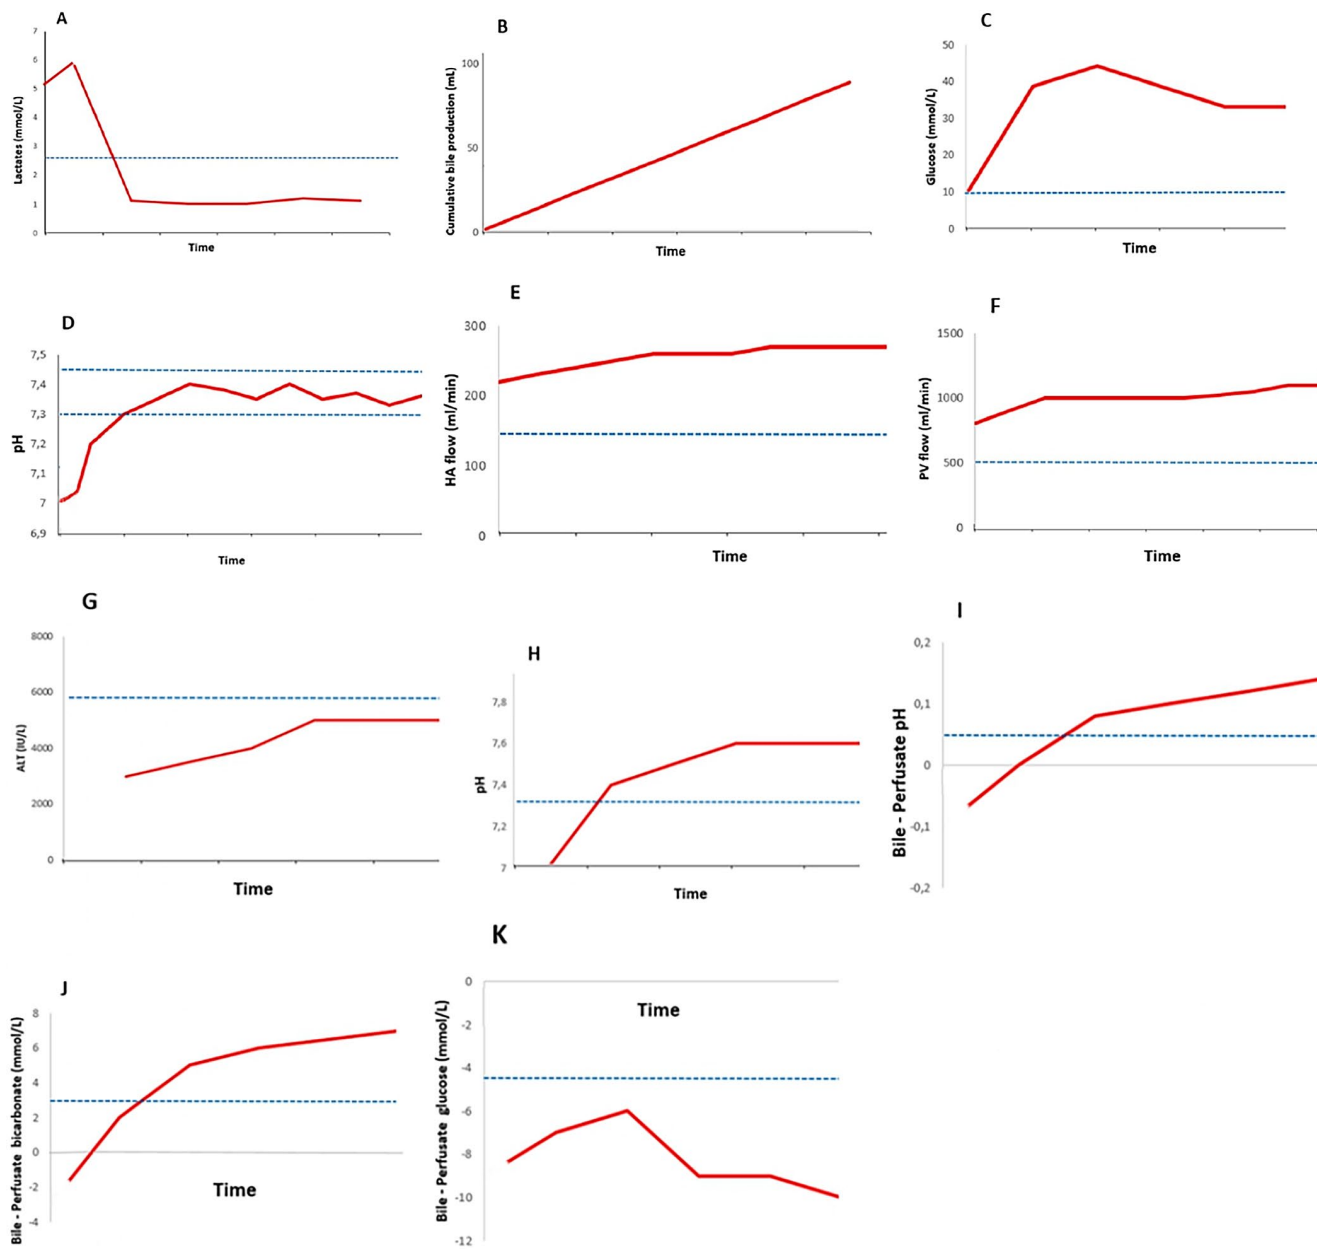 A
Lactates (mmol/L)
7
6
5
4
3
2
1
0
Time
B
Cumulative bile production (mL)
100
50
0
Time
C
Glucose (mmol/L)
50
40
30
20
10
0
Time
D
pH
7,5
7,4
7,3
7,2
7,1
7
6,9
Time
E
HA flow (ml/min)
300
200
100
0
Time
F
PV flow (ml/min)
1500
1000
500
0
Time
G
ALT (IU/L)
8000
6000
4000
2000
0
Time
H
pH
7,8
7,6
7,4
7,2
7
Time
I
Bile - Perfusate pH
0,2
0,1
0
-0,1
-0,2
J
Bile - Perfusate bicarbonate (mmol/L)
8
6
4
2
0
-2
-4
Time
K
Bile - Perfusate glucose (mmol/L)
0
-2
-4
-6
-8
-10
-12
Time